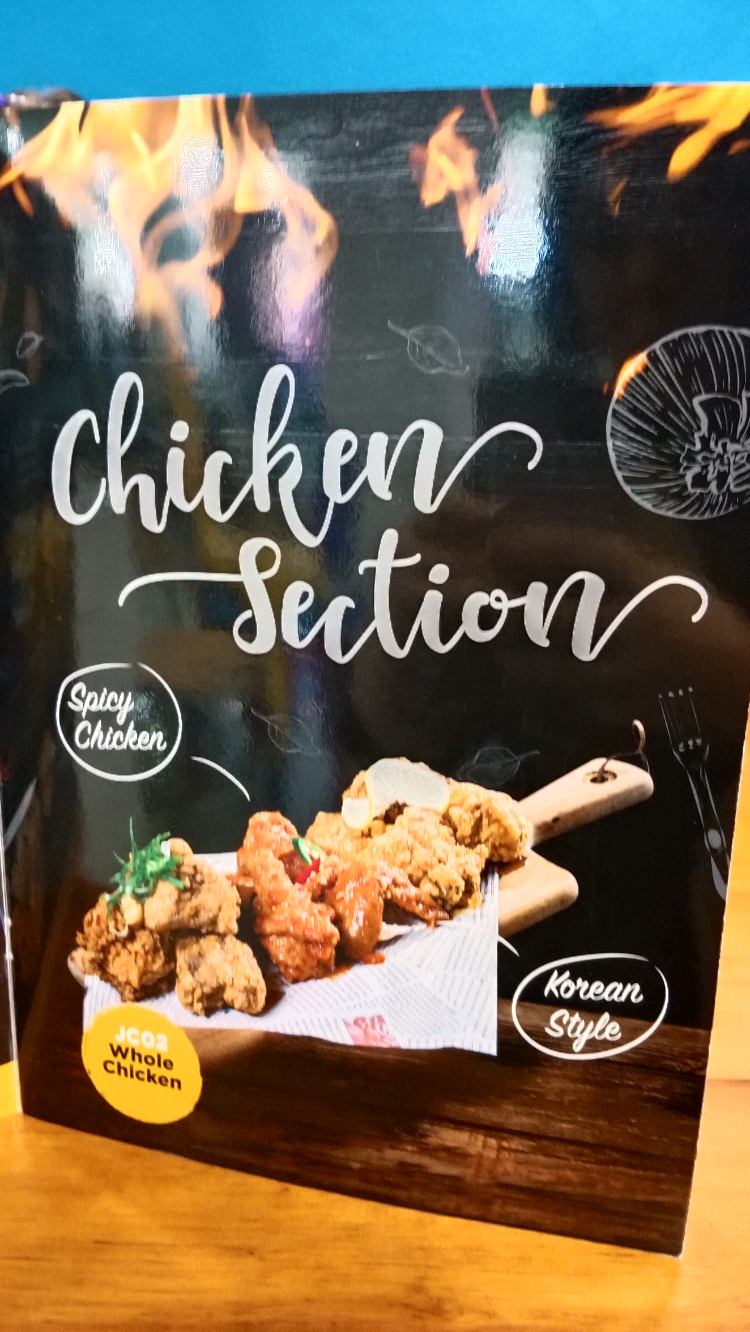 Chicken
Section
Spicy
Chicken
Korean
Style
JC02
Whole
Chicken